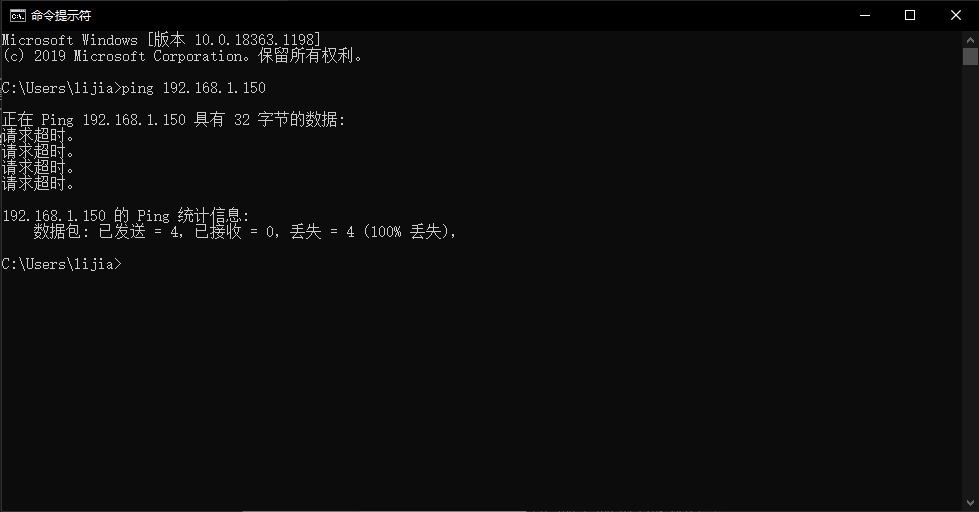 命令提示符
Microsoft Windows [版本 10.0.18363.1198]
(c) 2019 Microsoft Corporation。保留所有权利。
C:\Users\lijia>ping 192.168.1.150
正在 Ping 192.168.1.150 具有 32 字节的数据:
请求超时。
请求超时。
请求超时。
请求超时。
192.168.1.150 的 Ping 统计信息:
数据包: 已发送 = 4, 已接收 = 0, 丢失 = 4 (100% 丢失),
C:\Users\lijia>